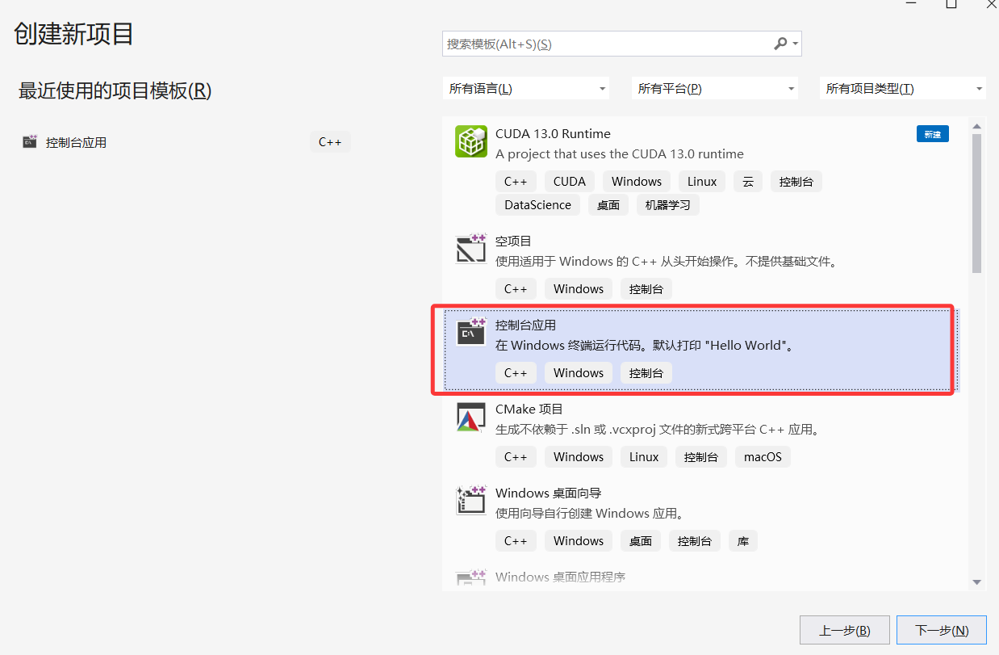 创建新项目
最近使用的项目模板(R)
控制台应用 C++
搜索模板(Alt+S)(S)
所有语言(L) 所有平台(P) 所有项目类型(T)
CUDA 13.0 Runtime 新建
A project that uses the CUDA 13.0 runtime
C++ CUDA Windows Linux 云 控制台
DataScience 桌面 机器学习
空项目
使用适用于 Windows 的 C++ 从头开始操作。不提供基础文件。
C++ Windows 控制台
控制台应用
在 Windows 终端运行代码。默认打印 "Hello World"。
C++ Windows 控制台
CMake 项目
生成不依赖于 .sln 或 .vcxproj 文件的新式跨平台 C++ 应用。
C++ Windows Linux 控制台 macOS
Windows 桌面向导
使用向导自行创建 Windows 应用。
C++ Windows 桌面 控制台 库
Windows 桌面应用程序
上一步(B) 下一步(N)